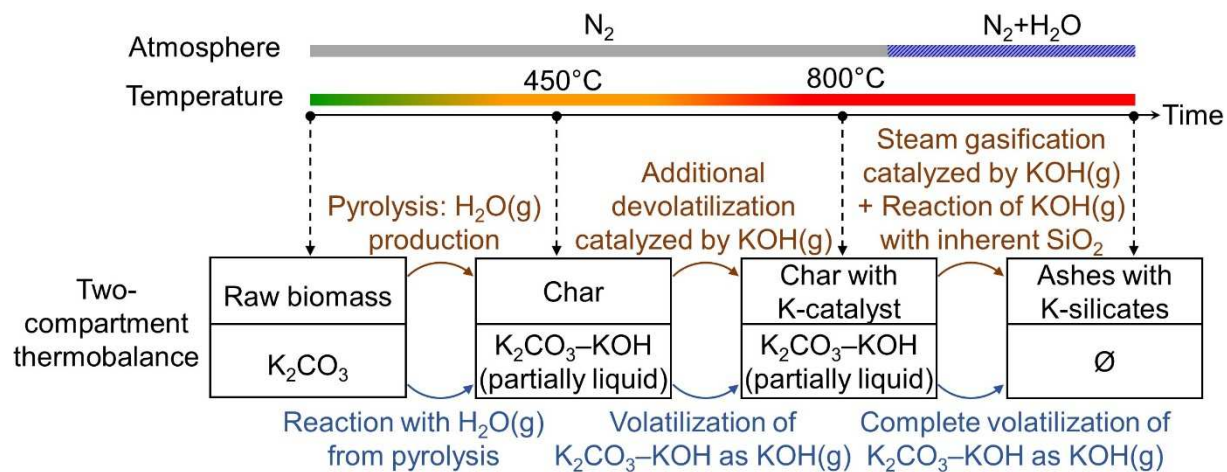 Atmosphere
N₂
N₂+H₂O
Temperature
450°C
800°C
Time
Pyrolysis: H₂O(g)
production
Additional
devolatilization
catalyzed by KOH(g)
Steam gasification
catalyzed by KOH(g)
+ Reaction of KOH(g)
with inherent SiO₂
Two-
compartment
thermobalance
Raw biomass
K₂CO₃
Char
K₂CO₃–KOH
(partially liquid)
Char with
K-catalyst
K₂CO₃–KOH
(partially liquid)
Ashes with
K-silicates
Ø
Reaction with H₂O(g)
from pyrolysis
Volatilization of
K₂CO₃–KOH as KOH(g)
Complete volatilization of
K₂CO₃–KOH as KOH(g)